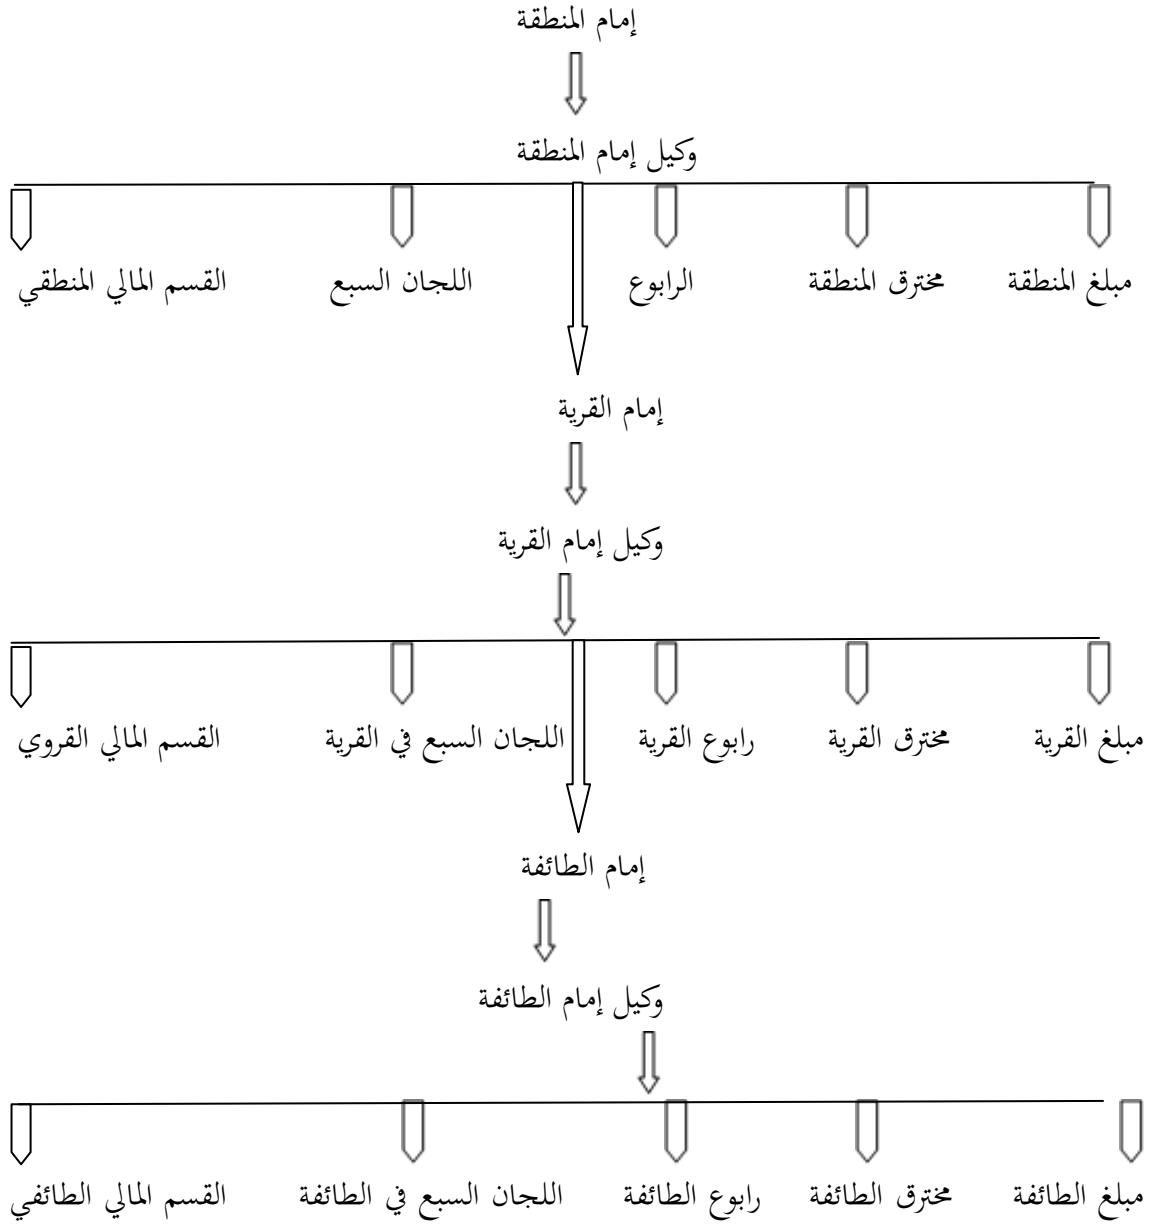 إمام المنطقة
وكيل إمام المنطقة
مبلغ المنطقة مخترق المنطقة الرابوع اللجان السبع القسم المالي المنطقي
إمام القرية
وكيل إمام القرية
مبلغ القرية مخترق القرية رابوع القرية اللجان السبع في القرية القسم المالي القروي
إمام الطائفة
وكيل إمام الطائفة
مبلغ الطائفة مخترق الطائفة رابوع الطائفة اللجان السبع في الطائفة القسم المالي الطائفي